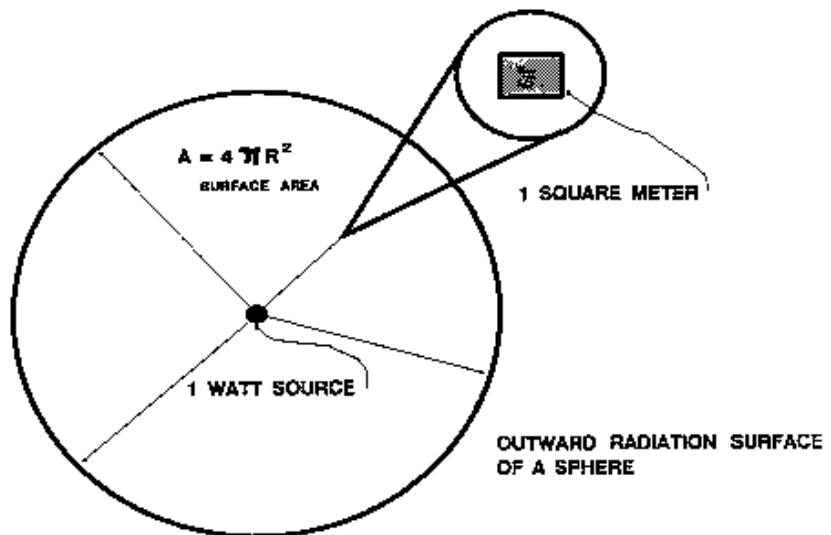 A = 4 π R²
SURFACE AREA
1 SQUARE METER
1 WATT SOURCE
OUTWARD RADIATION SURFACE
OF A SPHERE